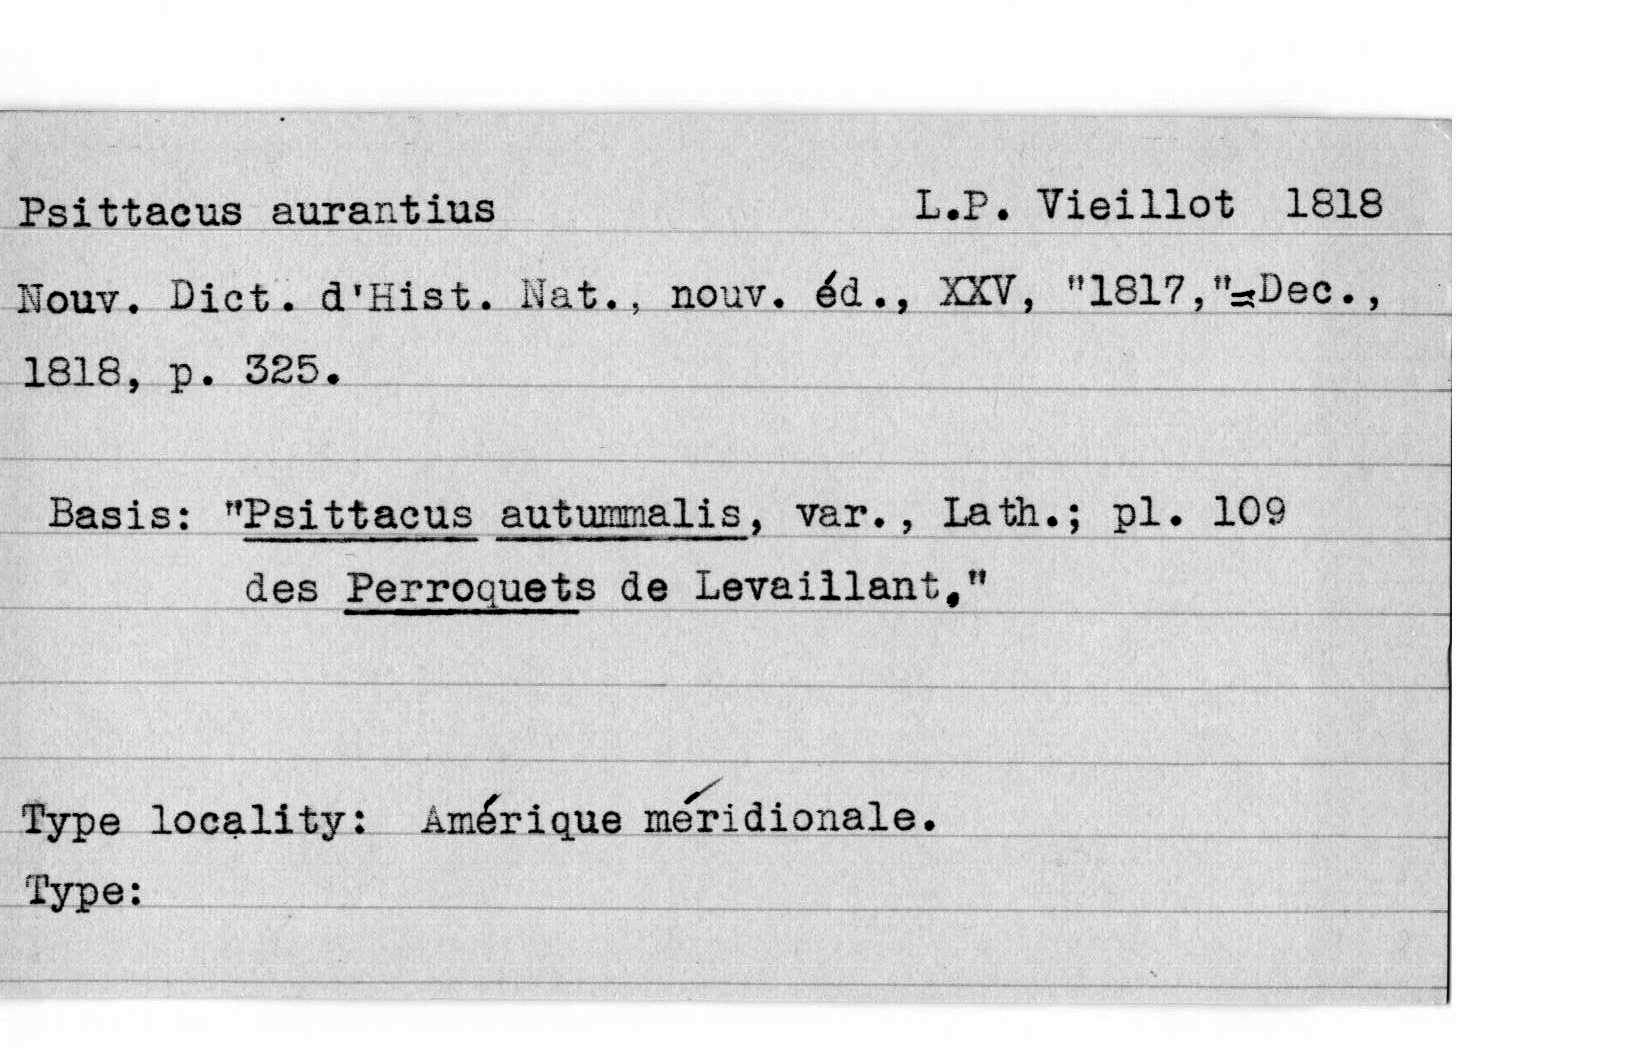 Psittacus aurantius L.P. Vieillot 1818
Nouv. Dict. d'Hist. Nat., nouv. éd., XXV, "1817,"=Dec.,
1818, p. 325.
Basis: "Psittacus autummalis, var., Lath.; pl. 109
des Perroquets de Levaillant."
Type locality: Amérique méridionale.
Type: